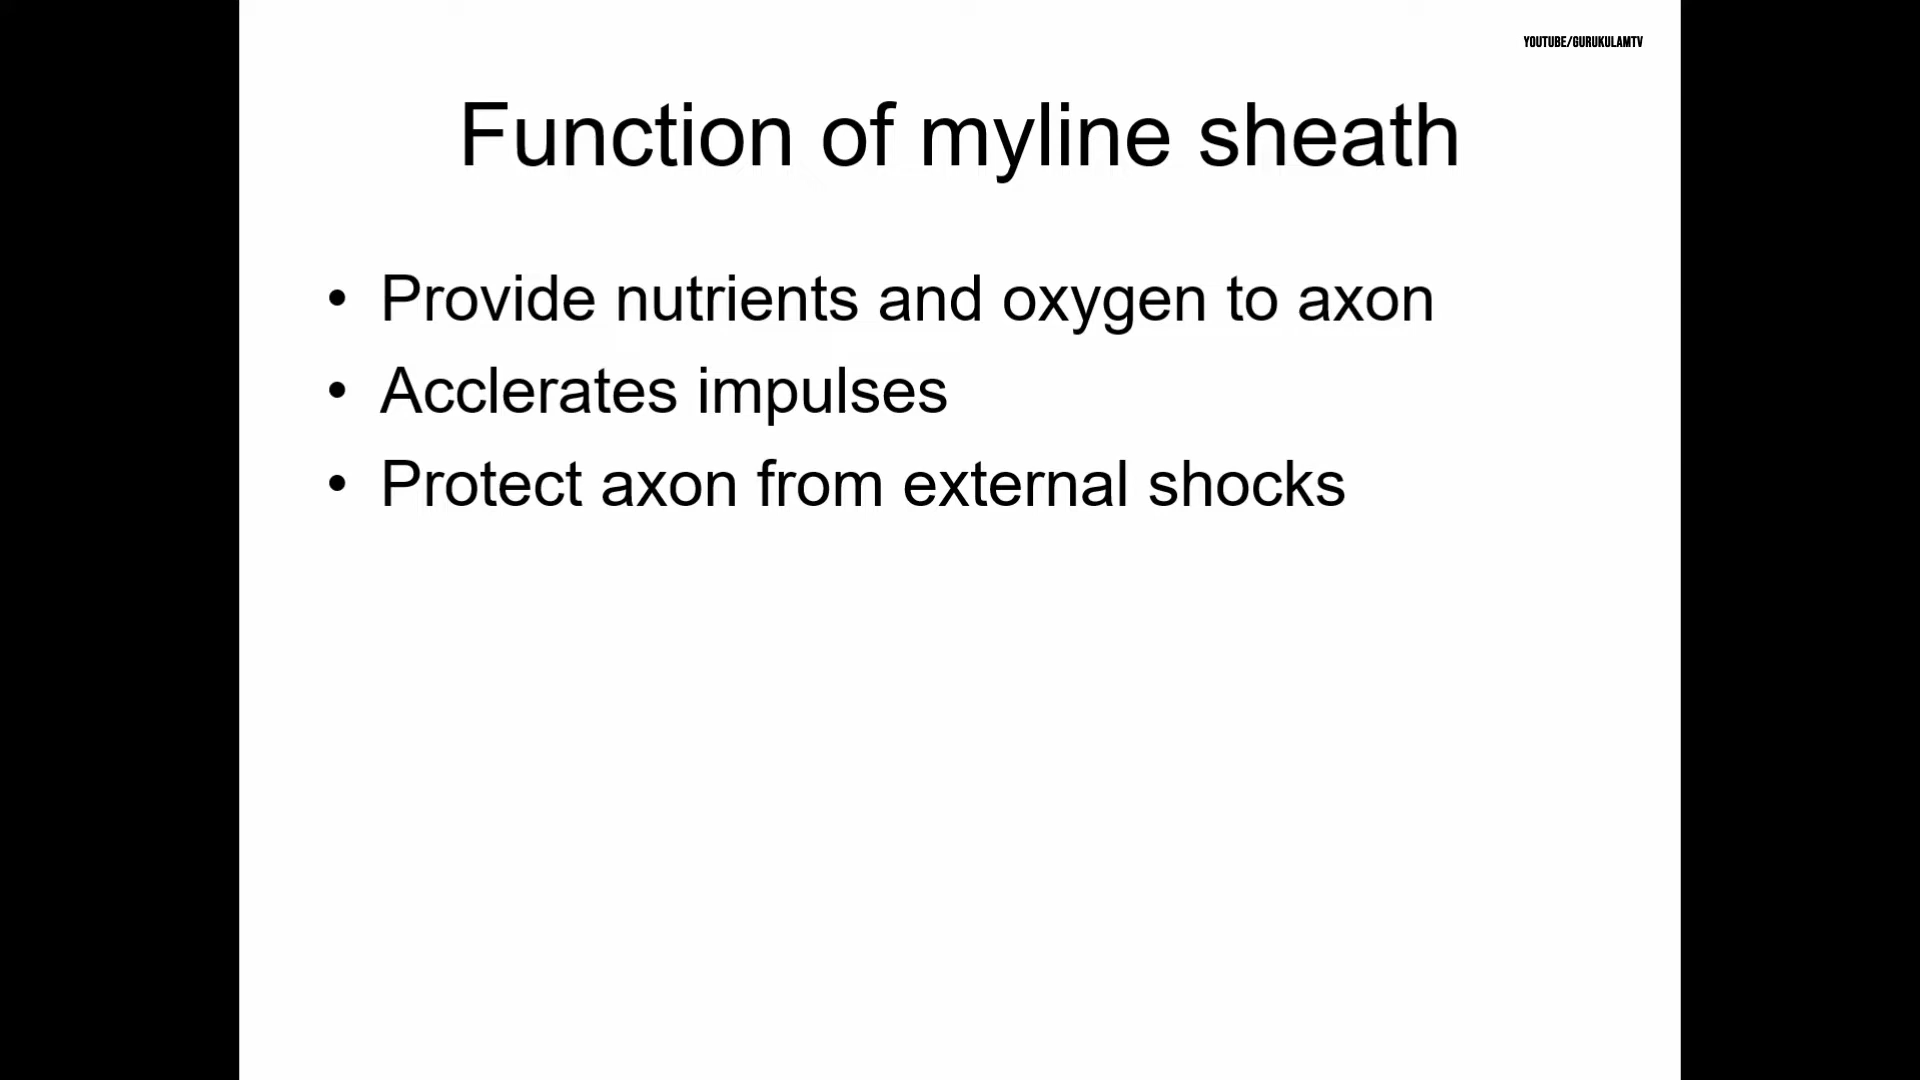 YOUTUBE/GURUKULAMTV
Function of myline sheath
• Provide nutrients and oxygen to axon
• Acclerates impulses
• Protect axon from external shocks